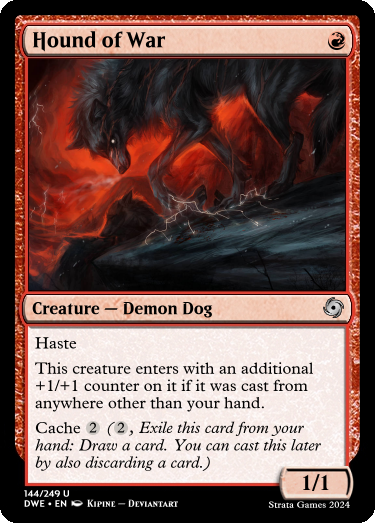 Hound of War
Creature — Demon Dog
Haste
This creature enters with an additional
+1/+1 counter on it if it was cast from
anywhere other than your hand.
Cache 2 (2, Exile this card from your
hand: Draw a card. You can cast this later
by also discarding a card.)
1/1
144/249 U
DWE • EN Kipine — Deviantart
Strata Games 2024